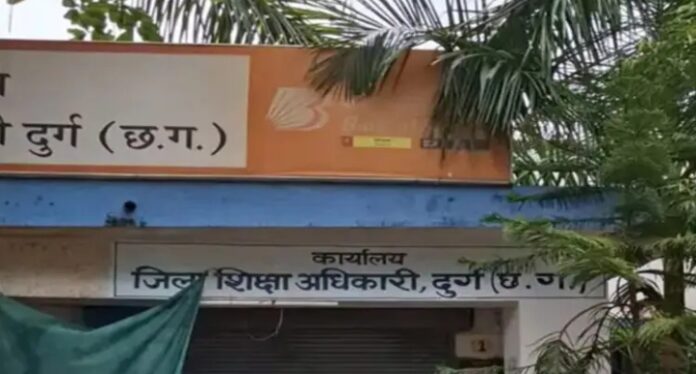 दुर्ग (छ.ग.)
कार्यालय
जिला शिक्षा अधिकारी, दुर्ग (छ.ग.)
1